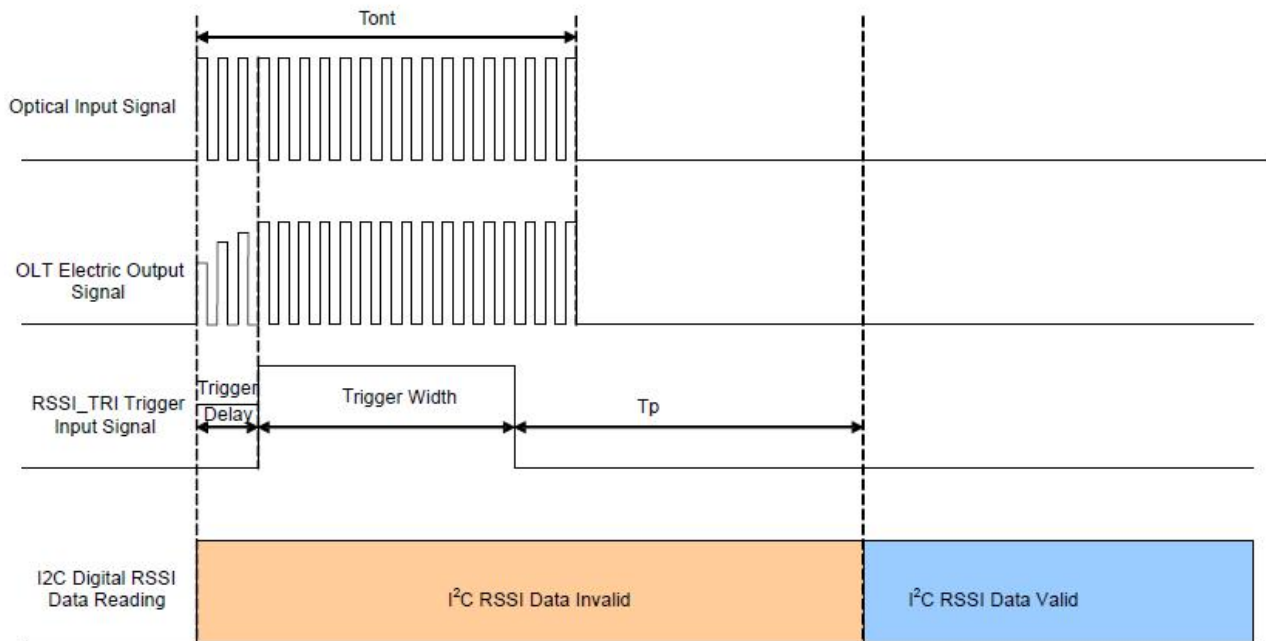 Tont
Optical Input Signal
OLT Electric Output
Signal
RSSI_TRI Trigger
Input Signal
Trigger
Delay
Trigger Width
Tp
I2C Digital RSSI
Data Reading
I²C RSSI Data Invalid
I²C RSSI Data Valid